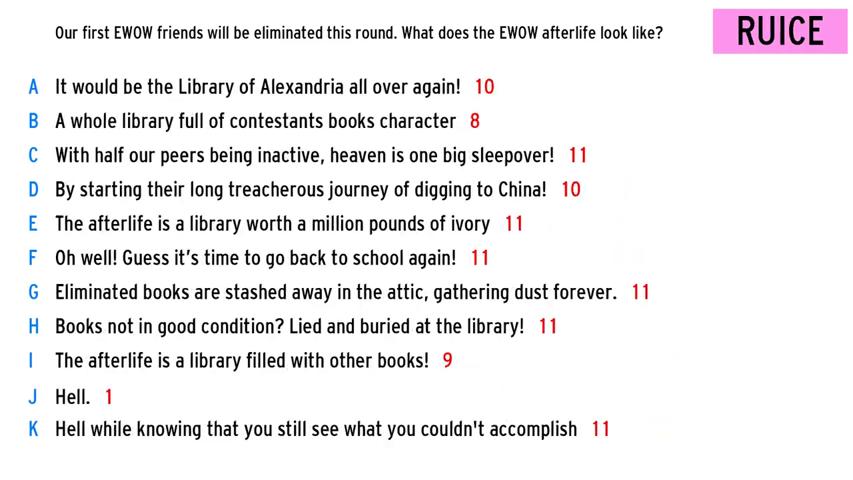 Our first EWOW friends will be eliminated this round. What does the EWOW afterlife look like?
RUICE
A It would be the Library of Alexandria all over again! 10
B A whole library full of contestants books character 8
C With half our peers being inactive, heaven is one big sleepover! 11
D By starting their long treacherous journey of digging to China! 10
E The afterlife is a library worth a million pounds of ivory 11
F Oh well! Guess it's time to go back to school again! 11
G Eliminated books are stashed away in the attic, gathering dust forever. 11
H Books not in good condition? Lied and buried at the library! 11
I The afterlife is a library filled with other books! 9
J Hell. 1
K Hell while knowing that you still see what you couldn't accomplish 11